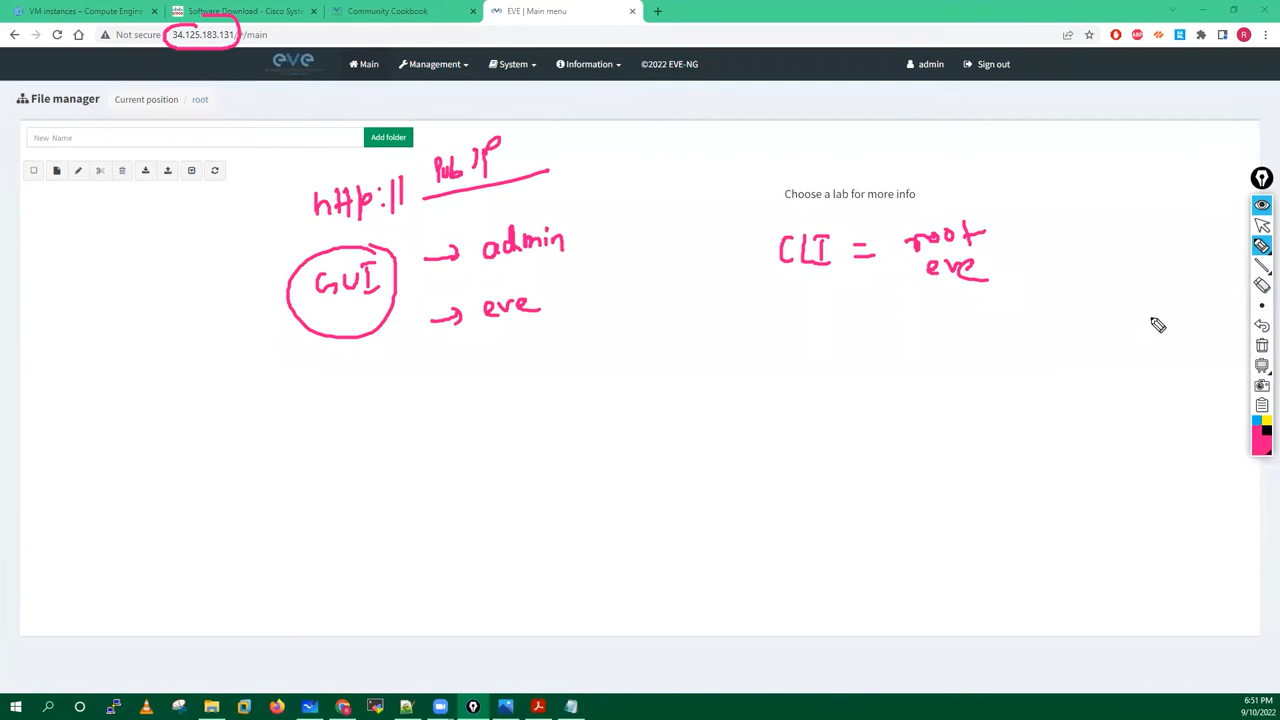 VM instances – Compute Engine
Software Download - Cisco Syste
Community Cookbook
EVE | Main menu
Not secure
34.125.183.131/#/main
eve
Main
Management
System
Information
©2022 EVE-NG
admin
Sign out
File manager
Current position / root
New Name
Add folder
Choose a lab for more info
http:// Pub IP
GUI
→ admin
→ eve
CLI = root
eve
6:51 PM
9/10/2022